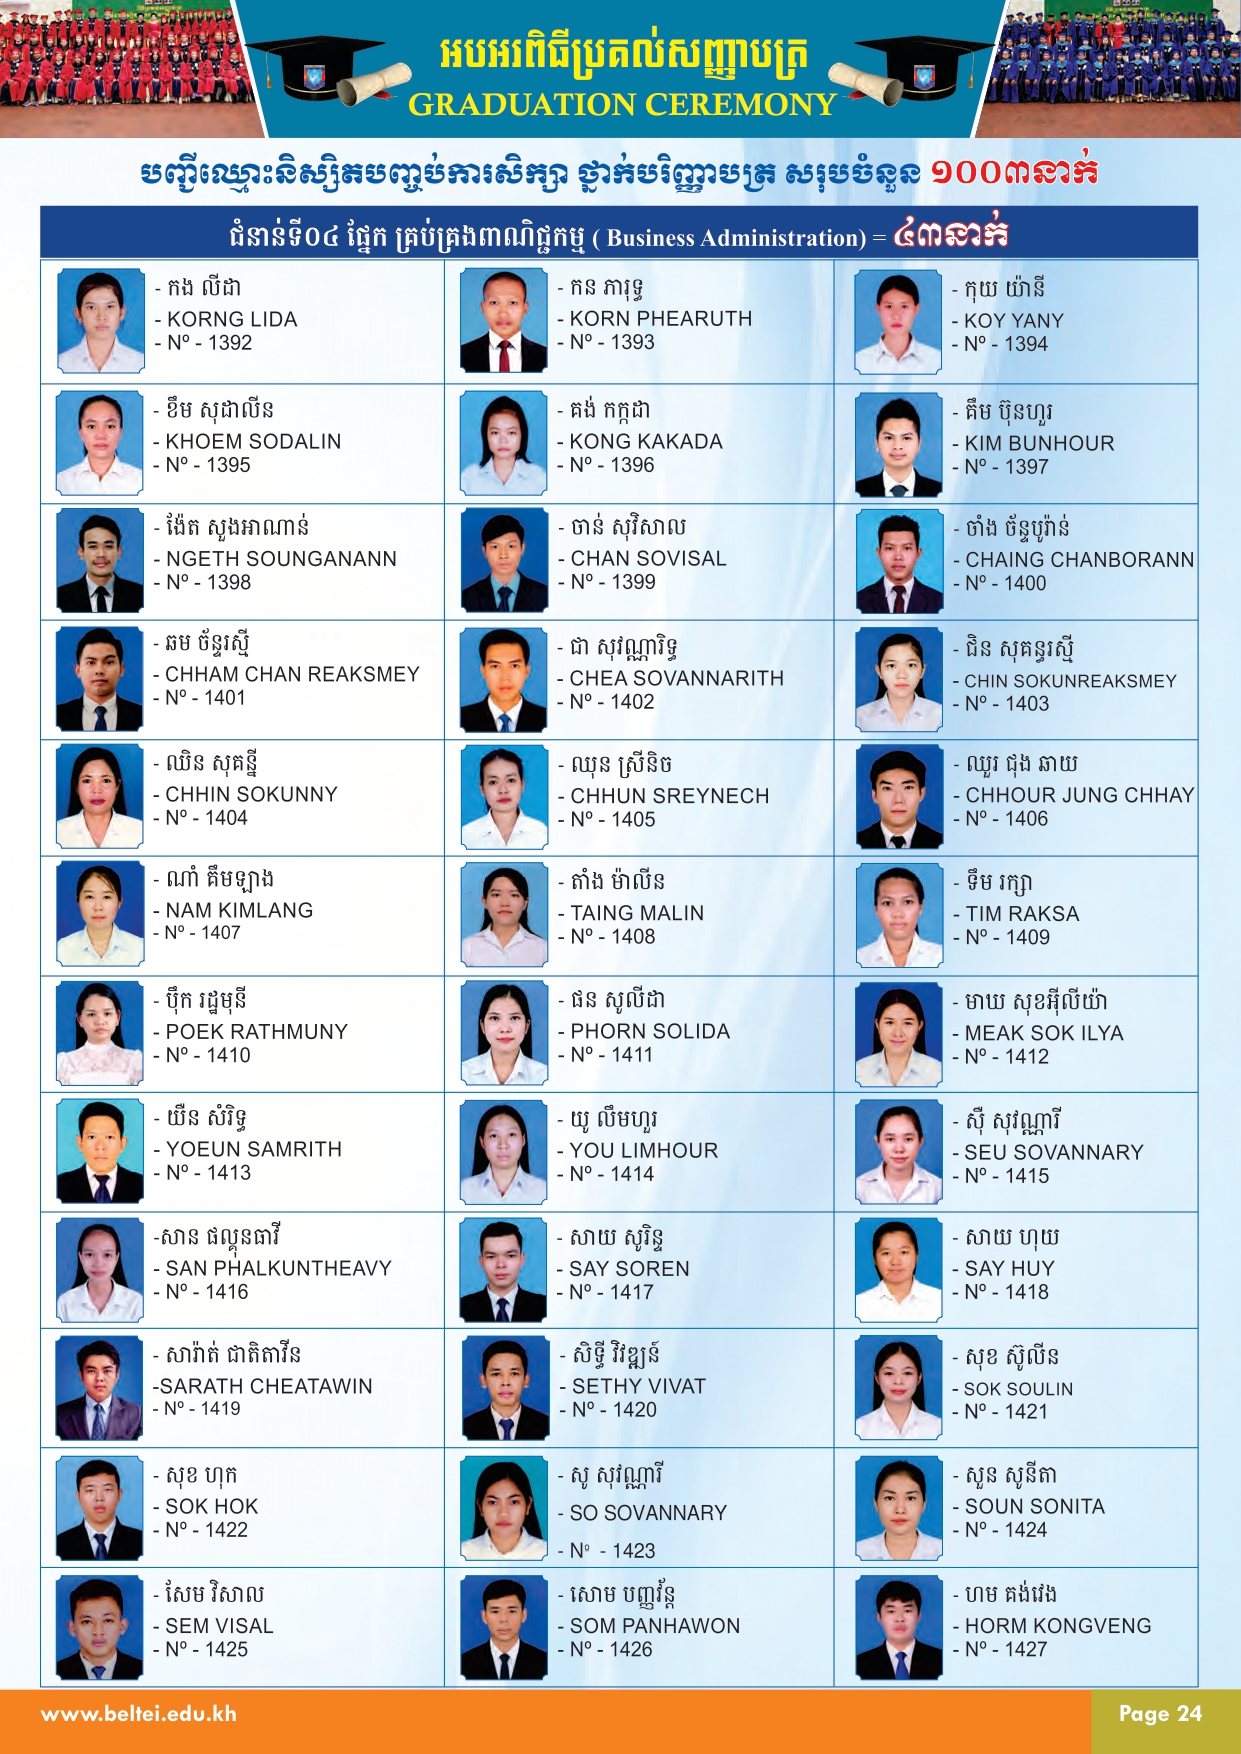 អបអរពិធីប្រគល់សញ្ញាបត្រ
GRADUATION CEREMONY
បញ្ជីឈ្មោះនិស្សិតបញ្ចប់ការសិក្សា ថ្នាក់បរិញ្ញាបត្រ សរុបចំនួន ១០០៣នាក់
ជំនាន់ទី០៤ ផ្នែក គ្រប់គ្រងពាណិជ្ជកម្ម ( Business Administration) = ៤៣នាក់
- កង លីដា
- KORNG LIDA
- Nº - 1392
- កន ភារុទ្ធ
- KORN PHEARUTH
- Nº - 1393
- កុយ យ៉ានី
- KOY YANY
- Nº - 1394
- ខឹម សុដាលីន
- KHOEM SODALIN
- Nº - 1395
- គង់ កក្កដា
- KONG KAKADA
- Nº - 1396
- គឹម ប៊ុនហួរ
- KIM BUNHOUR
- Nº - 1397
- ង៉ែត សួងអាណាន់
- NGETH SOUNGANANN
- Nº - 1398
- ចាន់ សុវិសាល
- CHAN SOVISAL
- Nº - 1399
- ចាំង ច័ន្ទបូរ៉ាន់
- CHAING CHANBORANN
- Nº - 1400
- ឆម ច័ន្ទរស្មី
- CHHAM CHAN REAKSMEY
- Nº - 1401
- ជា សុវណ្ណារិទ្ធ
- CHEA SOVANNARITH
- Nº - 1402
- ជិន សុគន្ធរស្មី
- CHIN SOKUNREAKSMEY
- Nº - 1403
- ឈិន សុគន្នី
- CHHIN SOKUNNY
- Nº - 1404
- ឈុន ស្រីនិច
- CHHUN SREYNECH
- Nº - 1405
- ឈួរ ជុង ឆាយ
- CHHOUR JUNG CHHAY
- Nº - 1406
- ណាំ គឹមឡាង
- NAM KIMLANG
- Nº - 1407
- តាំង ម៉ាលីន
- TAING MALIN
- Nº - 1408
- ទឹម រក្សា
- TIM RAKSA
- Nº - 1409
- ប៉ឹក រដ្ឋមុនី
- POEK RATHMUNY
- Nº - 1410
- ផន សូលីដា
- PHORN SOLIDA
- Nº - 1411
- មាឃ សុខអ៊ីលីយ៉ា
- MEAK SOK ILYA
- Nº - 1412
- យឺន សំរិទ្ធ
- YOEUN SAMRITH
- Nº - 1413
- យូ លឹមហួរ
- YOU LIMHOUR
- Nº - 1414
- ស៊ឺ សុវណ្ណារី
- SEU SOVANNARY
- Nº - 1415
-សាន ផល្គុនធាវី
- SAN PHALKUNTHEAVY
- Nº - 1416
- សាយ សូរិន្ទ
- SAY SOREN
- Nº - 1417
- សាយ ហុយ
- SAY HUY
- Nº - 1418
- សារ៉ាត់ ជាតិតាវីន
-SARATH CHEATAWIN
- Nº - 1419
- សិទ្ធី វិវឌ្ឍន៍
- SETHY VIVAT
- Nº - 1420
- សុខ ស៊ូលីន
- SOK SOULIN
- Nº - 1421
- សុខ ហុក
- SOK HOK
- Nº - 1422
- សូ សុវណ្ណារី
- SO SOVANNARY
- Nº - 1423
- សួន សូនីតា
- SOUN SONITA
- Nº - 1424
- សែម វិសាល
- SEM VISAL
- Nº - 1425
- សោម បញ្ញវ័ន្ត
- SOM PANHAWON
- Nº - 1426
- ហម គង់វេង
- HORM KONGVENG
- Nº - 1427
www.beltei.edu.kh
Page 24